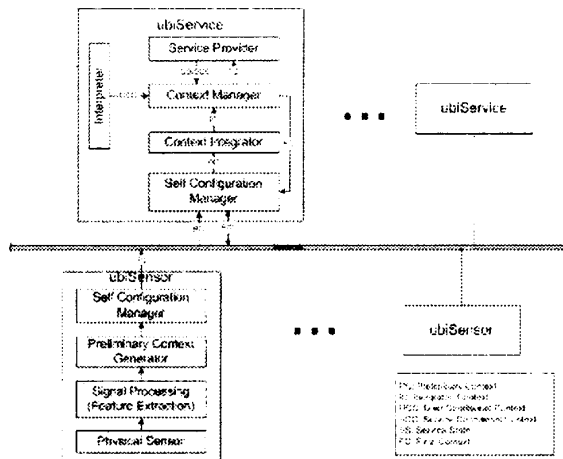 ubiService
Service Provider
Interpreter
Context Manager
Context Integrator
Self Configuration
Manager
ubiService
ubiSensor
Self Configuration
Manager
Preliminary Context
Generator
Signal Processing
(Feature Extraction)
Physical Sensor
ubiSensor
PC: Preliminary Context
IC: Integrated Context
SS: Service State
FC: Final Context